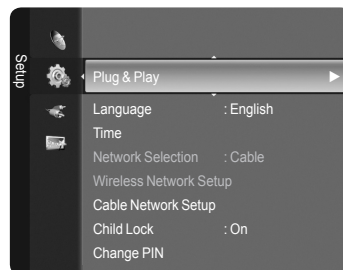 Setup
Plug & Play
Language : English
Time
Network Selection : Cable
Wireless Network Setup
Cable Network Setup
Child Lock : On
Change PIN